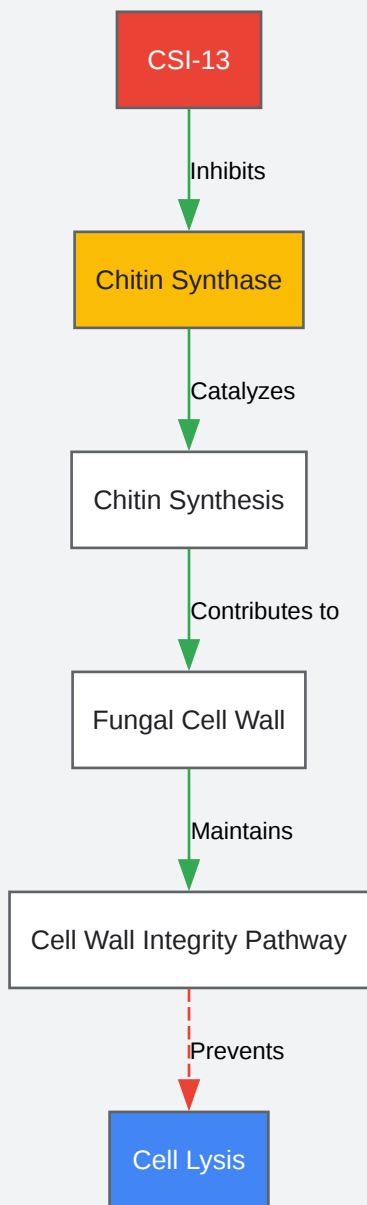 CSI-13
Inhibits
Chitin Synthase
Catalyzes
Chitin Synthesis
Contributes to
Fungal Cell Wall
Maintains
Cell Wall Integrity Pathway
Prevents
Cell Lysis